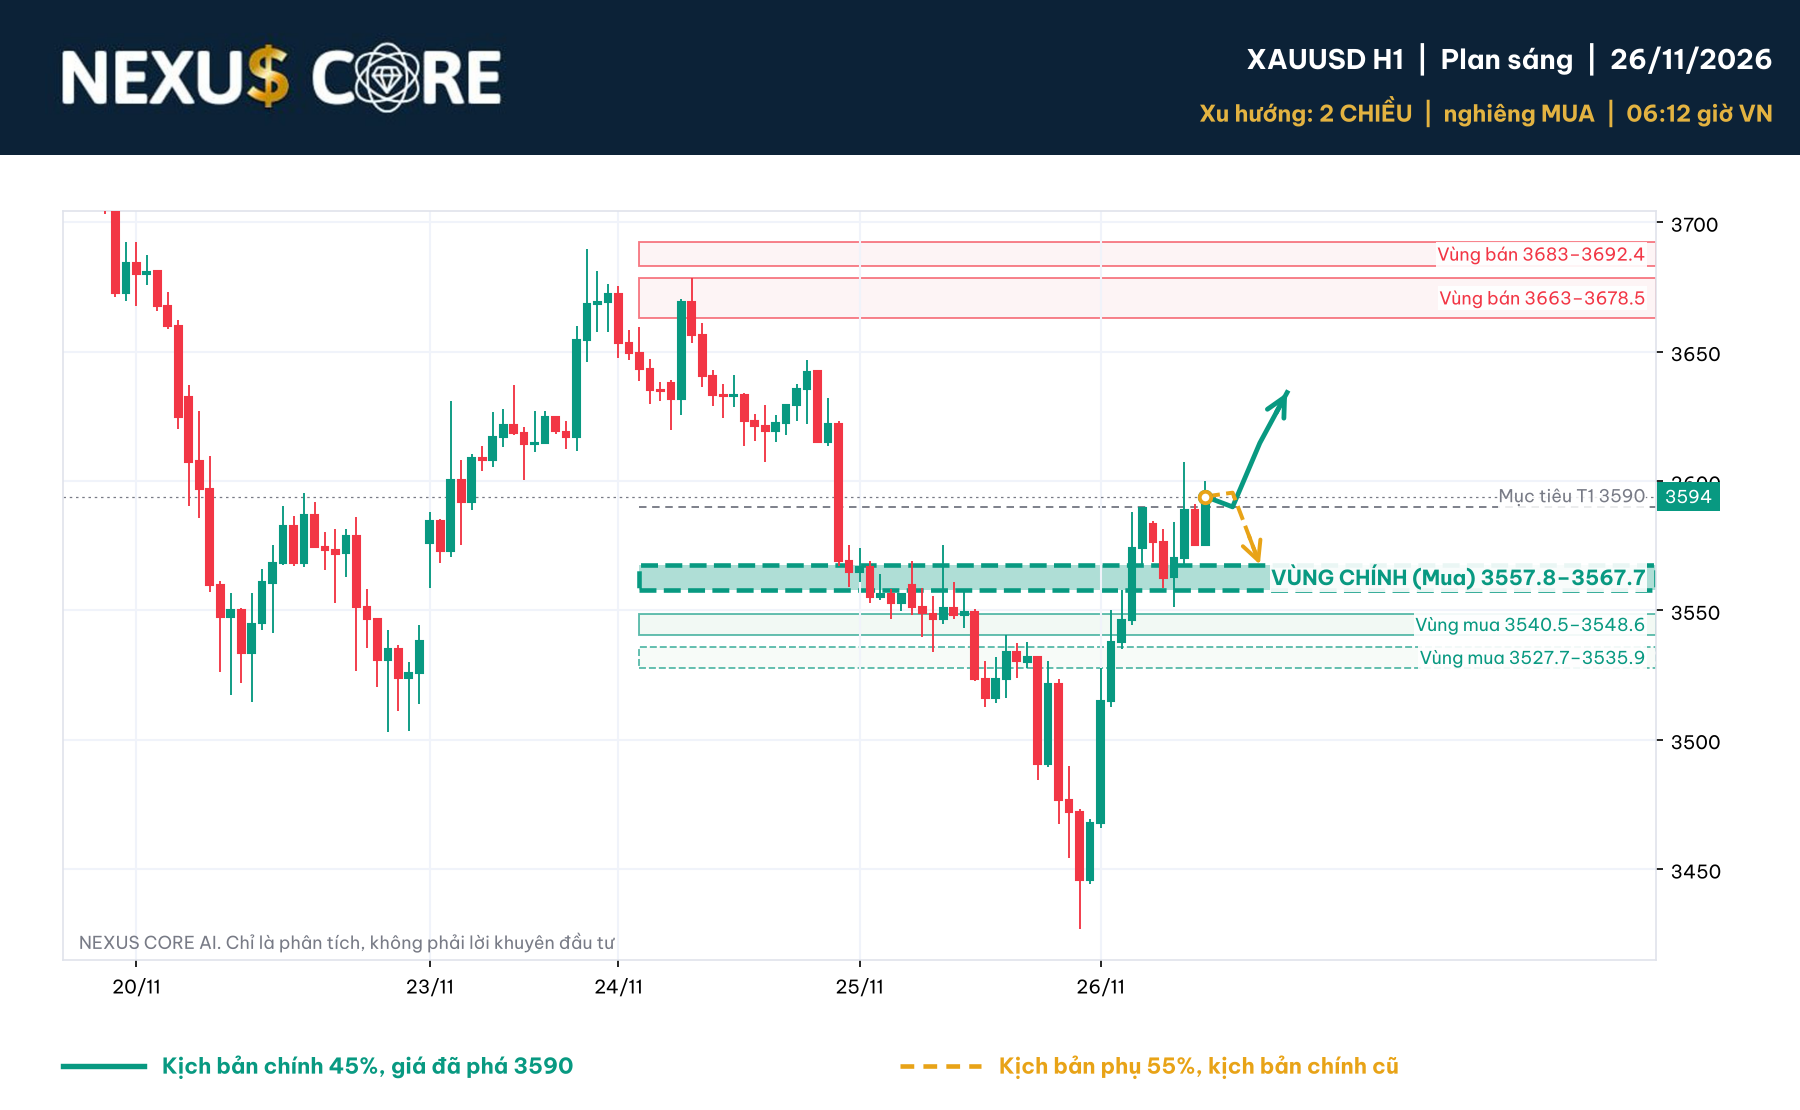 NEXU$ CORE
XAUUSD H1 | Plan sáng | 26/11/2026
Xu hướng: 2 CHIỀU | nghiêng MUA | 06:12 giờ VN
3700
Vùng bán 3683–3692.4
Vùng bán 3663–3678.5
3650
Mục tiêu T1 3590
3594
VÙNG CHÍNH (Mua) 3557.8–3567.7
3550
Vùng mua 3540.5–3548.6
Vùng mua 3527.7–3535.9
3500
3450
NEXUS CORE AI. Chỉ là phân tích, không phải lời khuyên đầu tư
20/11 23/11 24/11 25/11 26/11
Kịch bản chính 45%, giá đã phá 3590
Kịch bản phụ 55%, kịch bản chính cũ